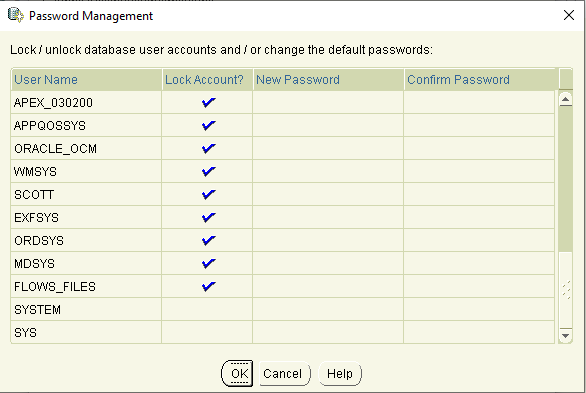 Password Management
Lock / unlock database user accounts and / or change the default passwords:
User Name Lock Account? New Password Confirm Password
APEX_030200
APPQOSSYS
ORACLE_OCM
WMSYS
SCOTT
EXFSYS
ORDSYS
MDSYS
FLOWS_FILES
SYSTEM
SYS
OK Cancel Help